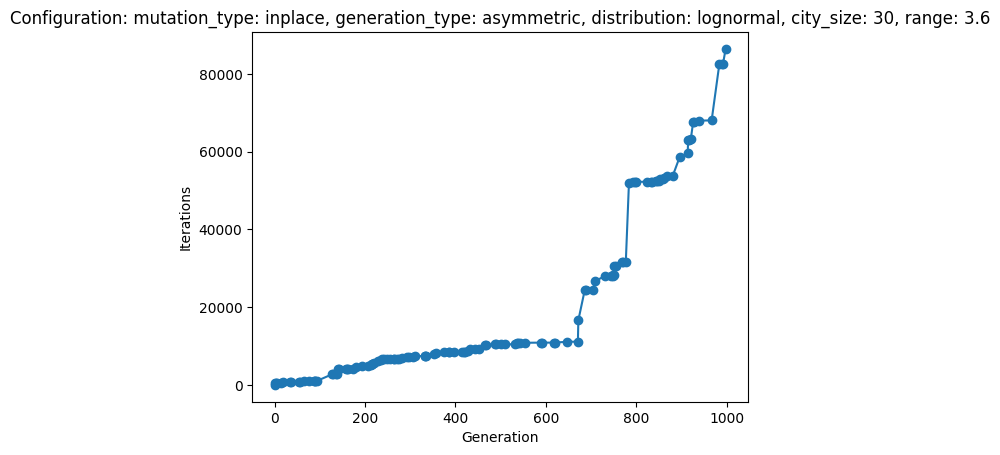 Configuration: mutation_type: inplace, generation_type: asymmetric, distribution: lognormal, city_size: 30, range: 3.6
80000
60000
40000
20000
0
Iterations
0 200 400 600 800 1000
Generation